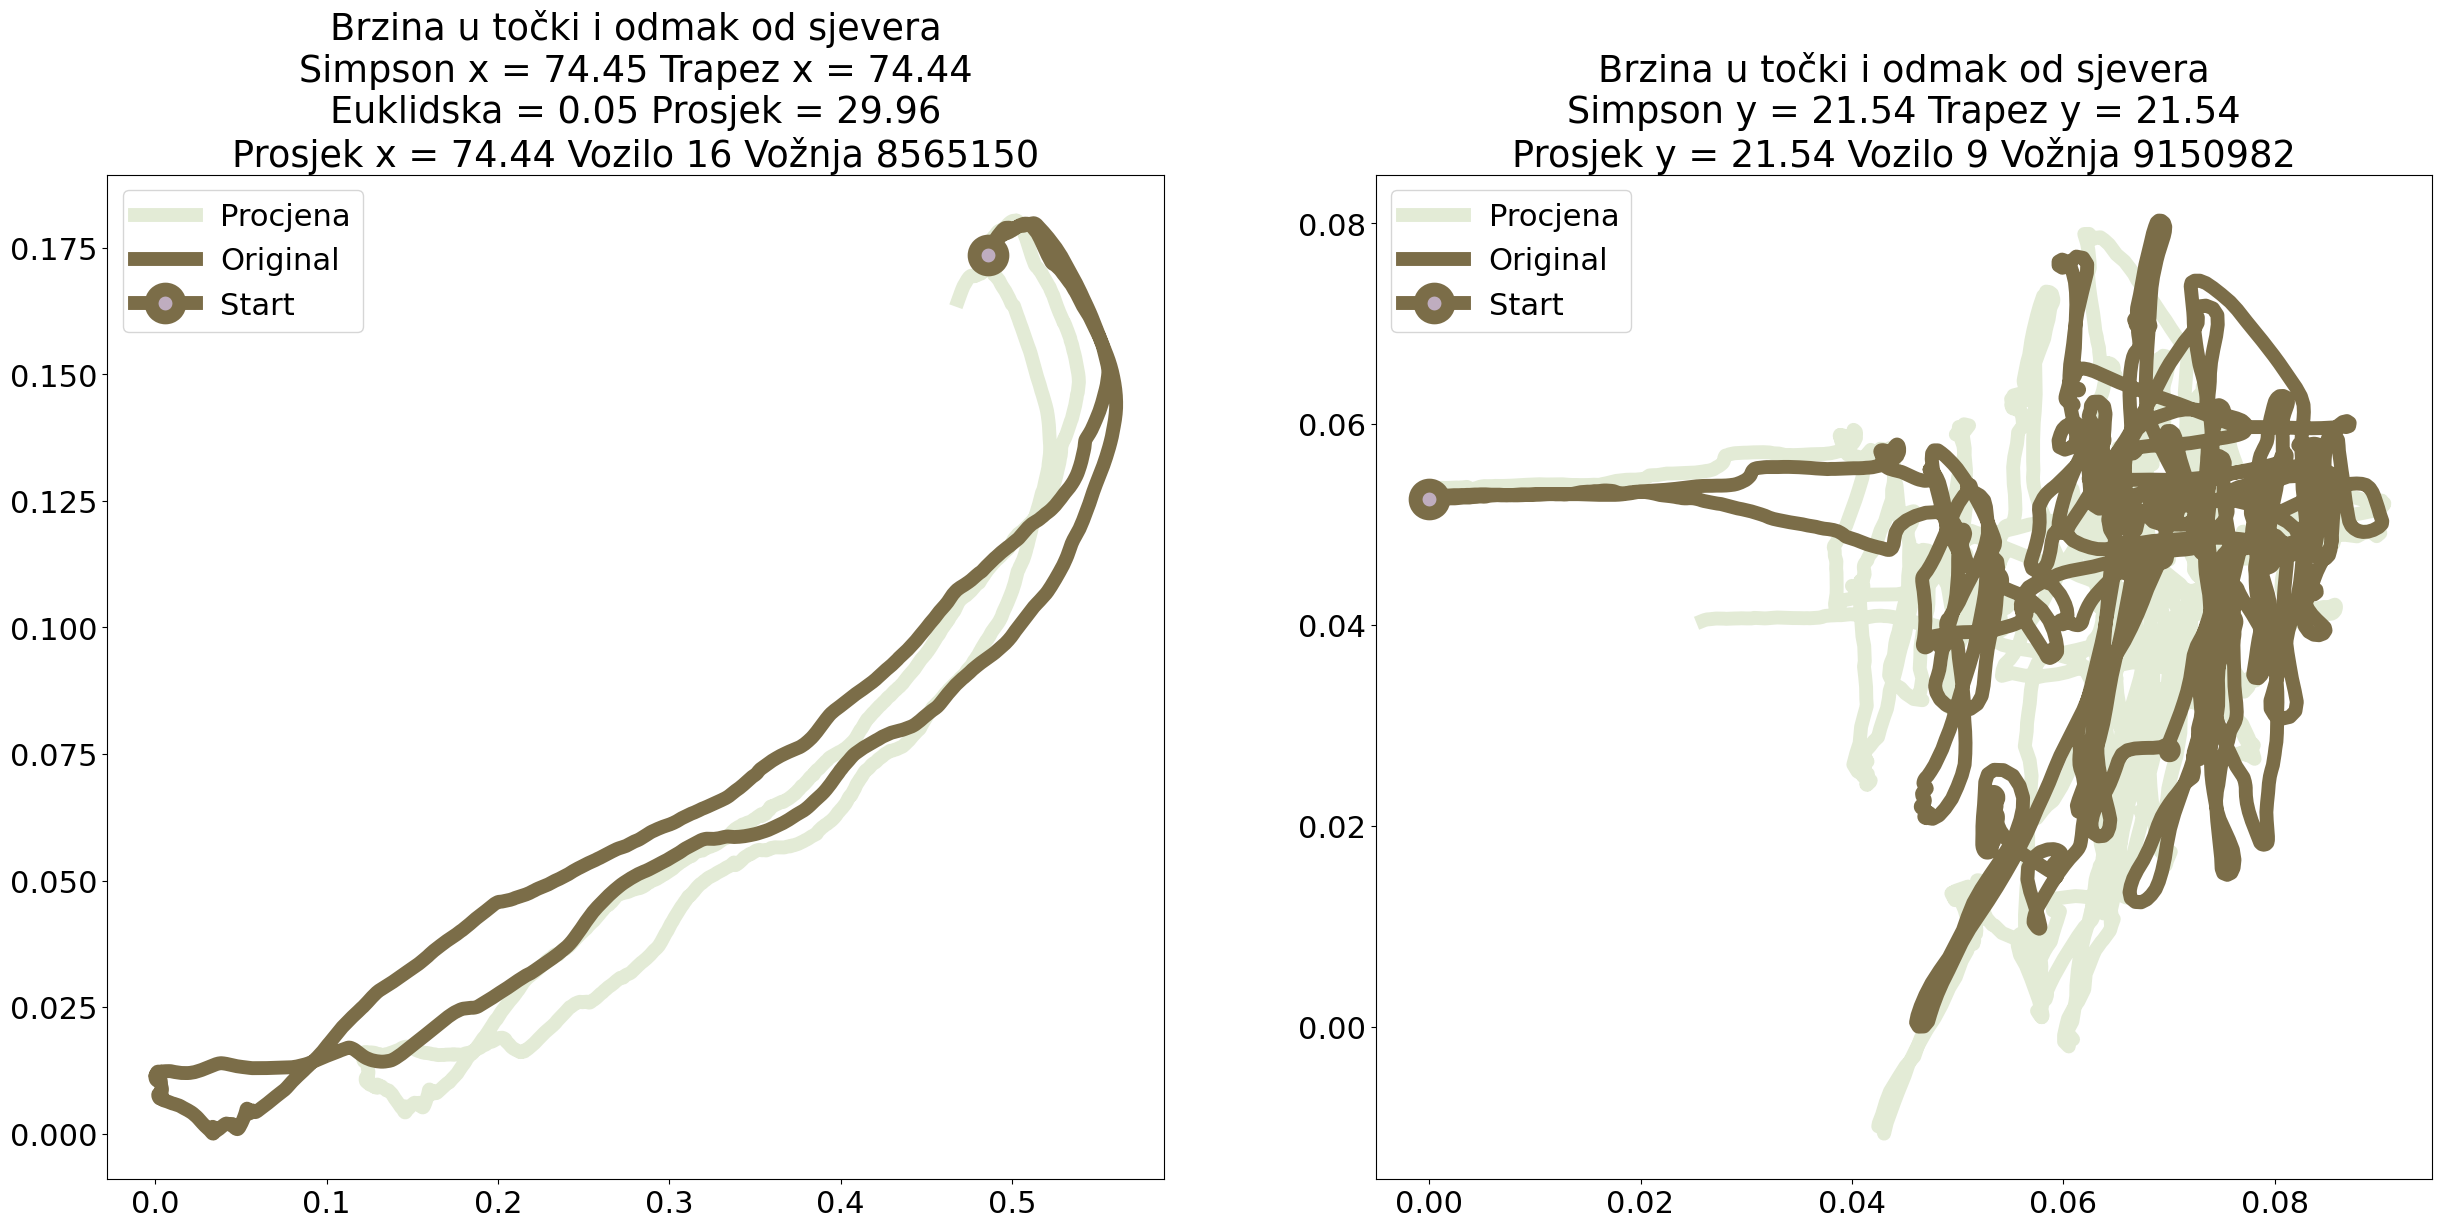 Brzina u točki i odmak od sjevera
Simpson x = 74.45 Trapez x = 74.44
Euklidska = 0.05 Prosjek = 29.96
Prosjek x = 74.44 Vozilo 16 Vožnja 8565150
Procjena
Original
Start
0.175
0.150
0.125
0.100
0.075
0.050
0.025
0.000
0.0 0.1 0.2 0.3 0.4 0.5
Brzina u točki i odmak od sjevera
Simpson y = 21.54 Trapez y = 21.54
Prosjek y = 21.54 Vozilo 9 Vožnja 9150982
Procjena
Original
Start
0.08
0.06
0.04
0.02
0.00
0.00 0.02 0.04 0.06 0.08